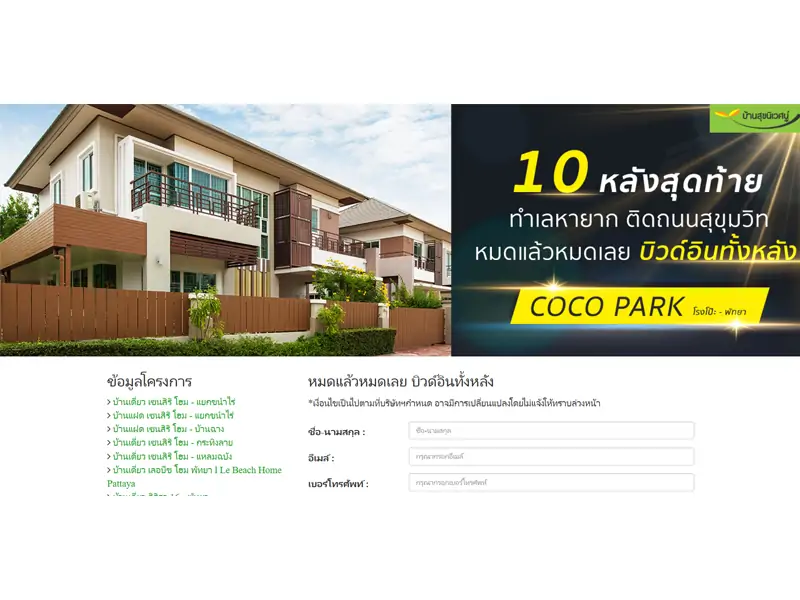 บ้านสุขนิเวศน์
10 หลังสุดท้าย
ทำเลหายาก ติดถนนสุขุมวิท
หมดแล้วหมดเลย บิวด์อินทั้งหลัง
COCO PARK โรงโป๊ะ - พัทยา
ข้อมูลโครงการ
> บ้านเดี่ยว เซนสิริ โฮม - แยกขนำไร่
> บ้านแฝด เซนสิริ โฮม - แยกขนำไร่
> บ้านแฝด เซนสิริ โฮม - บ้านฉาง
> บ้านเดี่ยว เซนสิริ โฮม - กระทิงลาย
> บ้านเดี่ยว เซนสิริ โฮม - แหลมฉบัง
> บ้านเดี่ยว เลอบีช โฮม พัทยา l Le Beach Home
Pattaya
หมดแล้วหมดเลย บิวด์อินทั้งหลัง
*เงื่อนไขเป็นไปตามที่บริษัทฯกำหนด อาจมีการเปลี่ยนแปลงโดยไม่แจ้งให้ทราบล่วงหน้า
ชื่อ-นามสกุล :
ชื่อ-นามสกุล
อีเมล์ :
กรุณากรอกอีเมล์
เบอร์โทรศัพท์ :
กรุณากรอกเบอร์โทรศัพท์